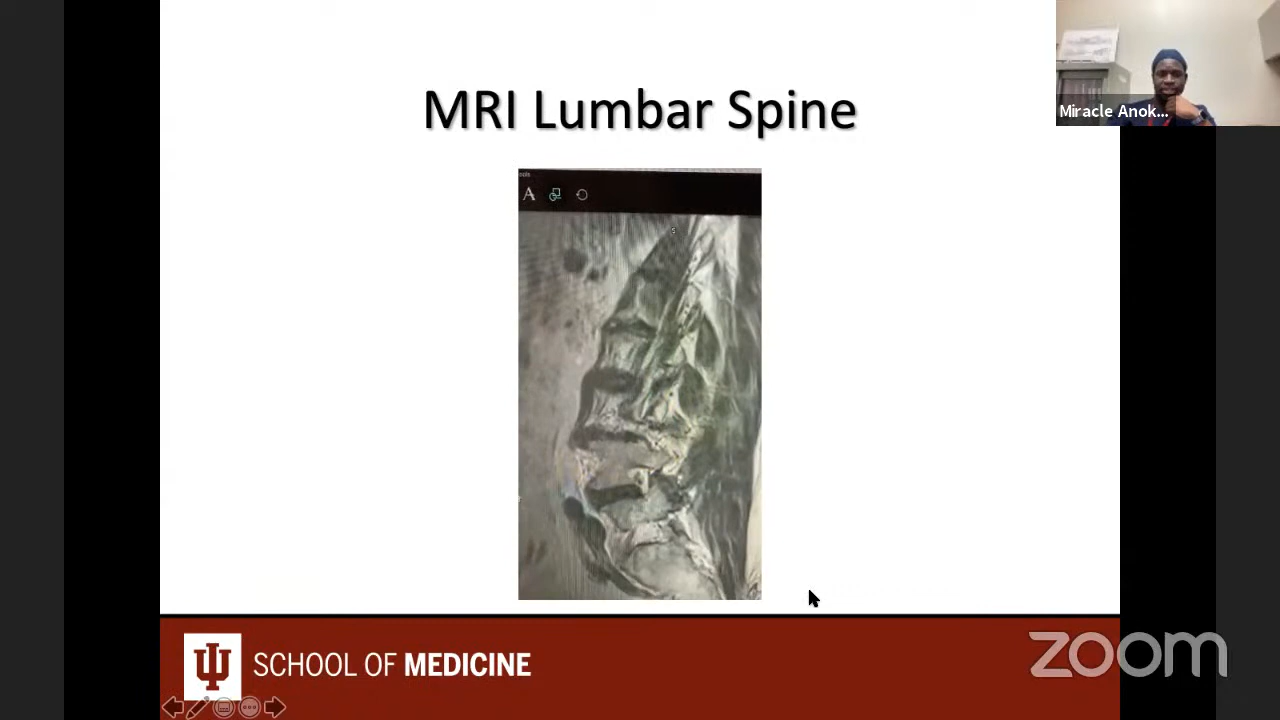 MRI Lumbar Spine
Miracle Anok...
A
SCHOOL OF MEDICINE
zoom